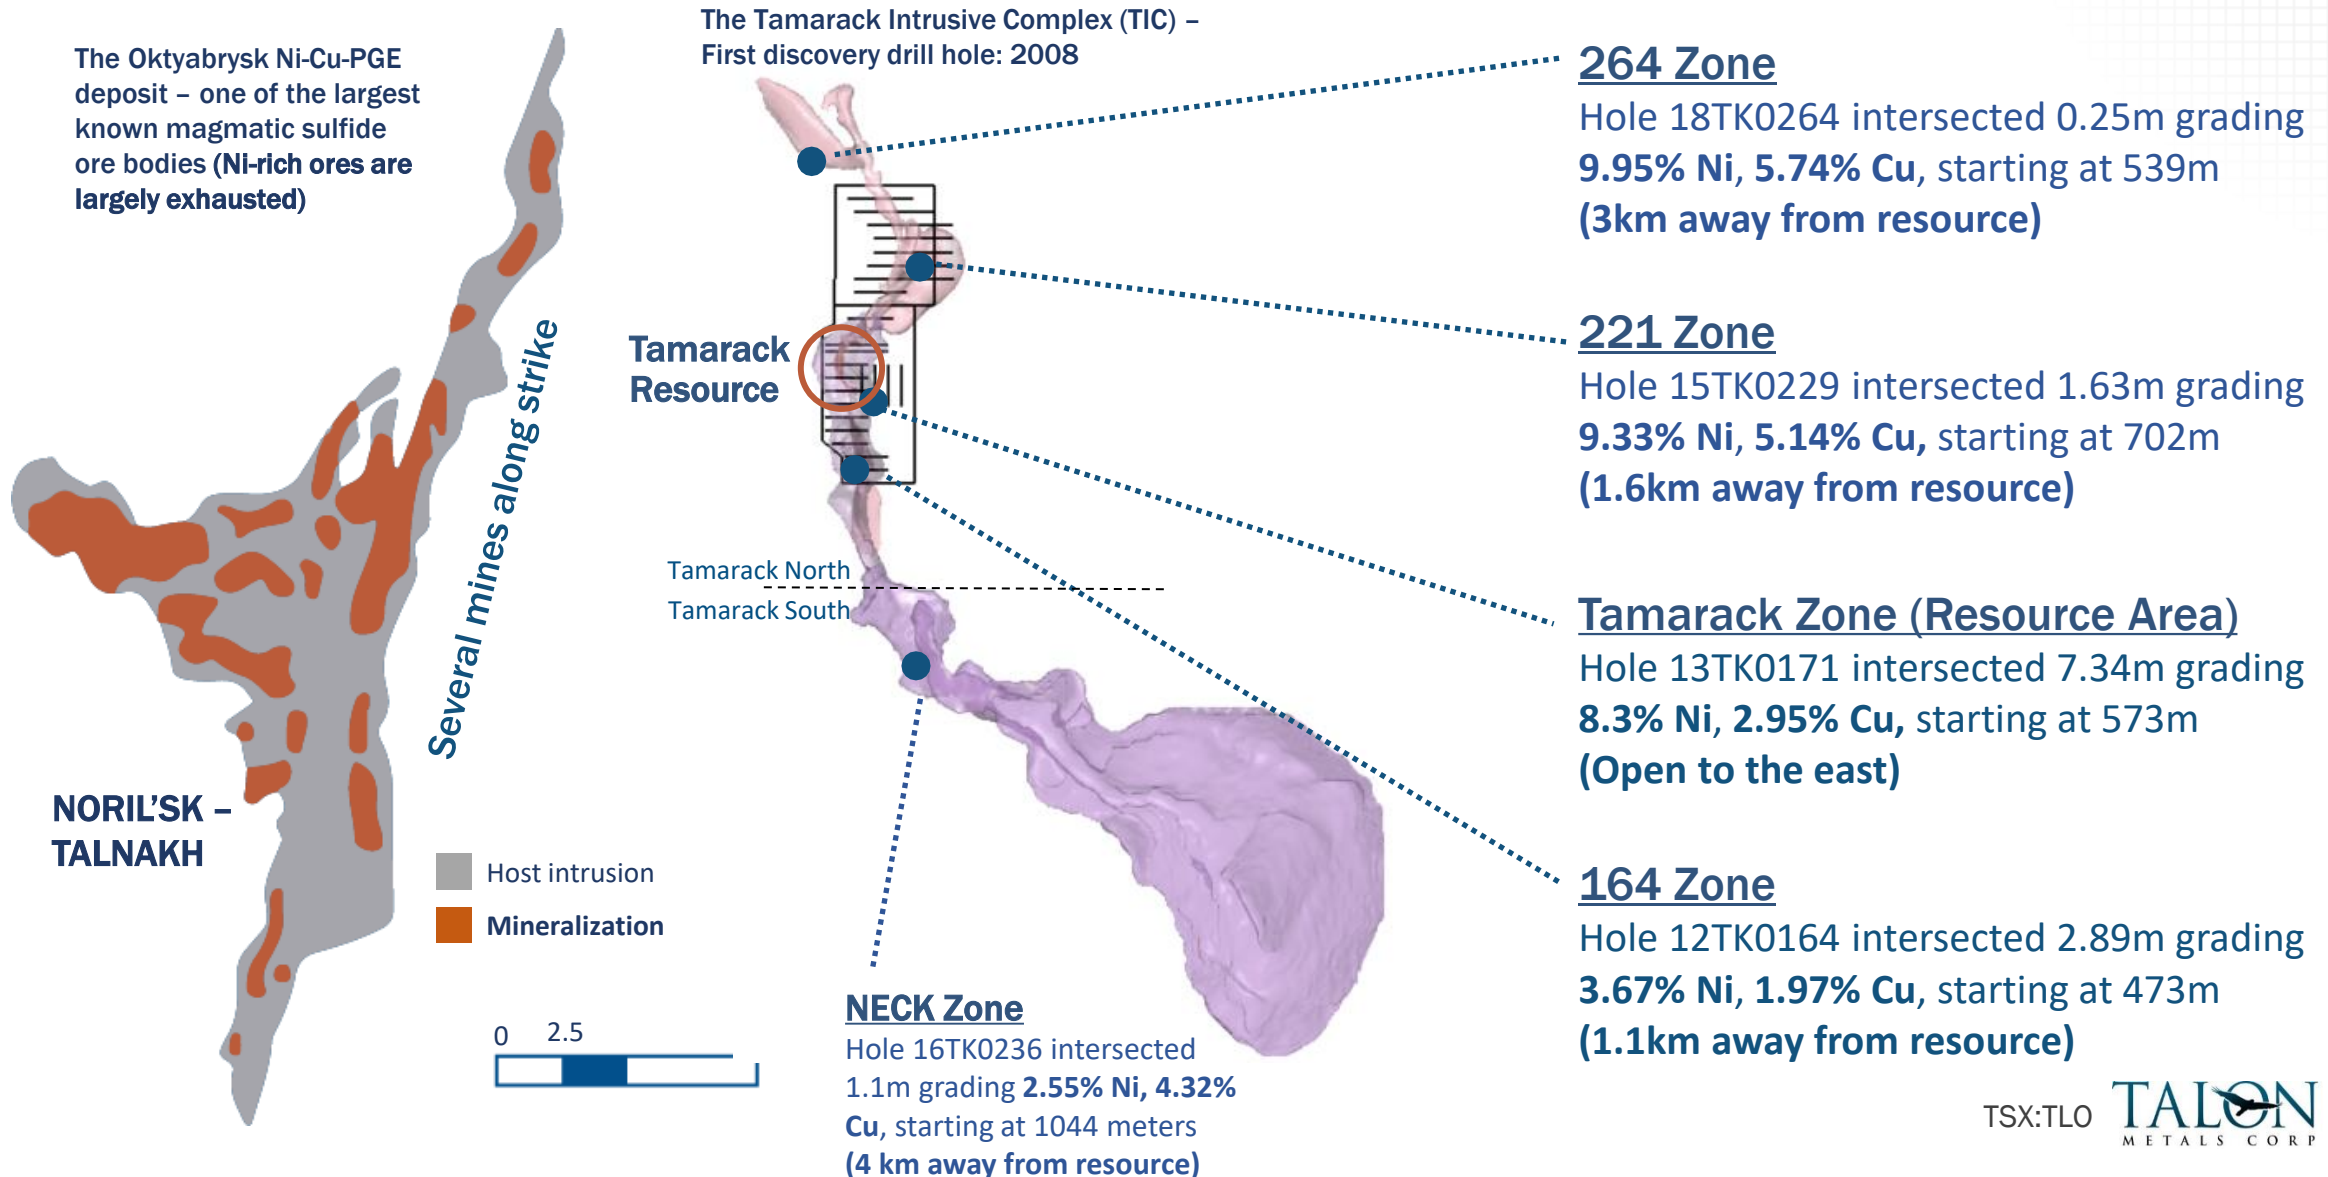 The Oktyabrysk Ni-Cu-PGE
deposit – one of the largest
known magmatic sulfide
ore bodies (Ni-rich ores are
largely exhausted)
The Tamarack Intrusive Complex (TIC) –
First discovery drill hole: 2008
Tamarack
Resource
Several mines along strike
Tamarack North
Tamarack South
NORIL'SK –
TALNAKH
Host intrusion
Mineralization
0 2.5
NECK Zone
Hole 16TK0236 intersected
1.1m grading 2.55% Ni, 4.32%
Cu, starting at 1044 meters
(4 km away from resource)
264 Zone
Hole 18TK0264 intersected 0.25m grading
9.95% Ni, 5.74% Cu, starting at 539m
(3km away from resource)
221 Zone
Hole 15TK0229 intersected 1.63m grading
9.33% Ni, 5.14% Cu, starting at 702m
(1.6km away from resource)
Tamarack Zone (Resource Area)
Hole 13TK0171 intersected 7.34m grading
8.3% Ni, 2.95% Cu, starting at 573m
(Open to the east)
164 Zone
Hole 12TK0164 intersected 2.89m grading
3.67% Ni, 1.97% Cu, starting at 473m
(1.1km away from resource)
TSX:TLO
TALON
METALS CORP